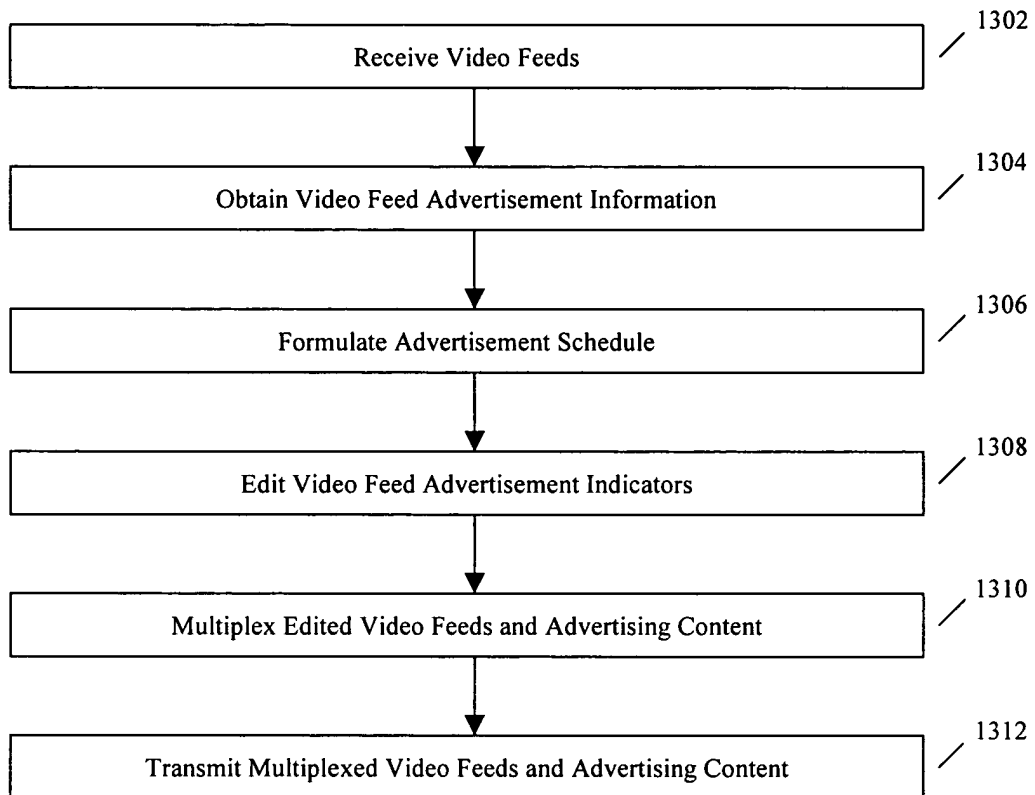 1302
Receive Video Feeds
1304
Obtain Video Feed Advertisement Information
1306
Formulate Advertisement Schedule
1308
Edit Video Feed Advertisement Indicators
1310
Multiplex Edited Video Feeds and Advertising Content
1312
Transmit Multiplexed Video Feeds and Advertising Content